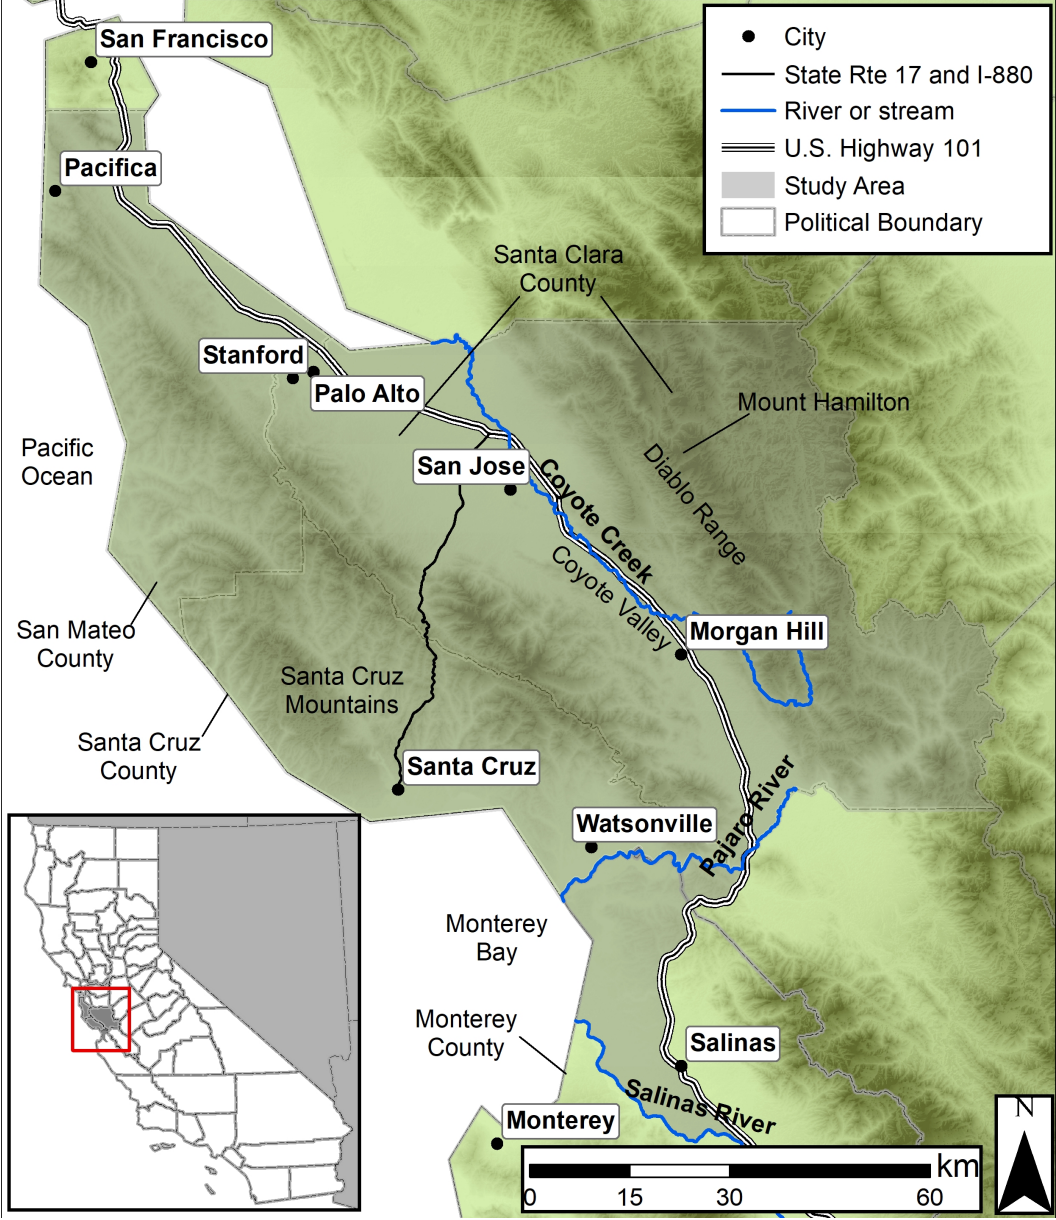 San Francisco
City
State Rte 17 and I-880
River or stream
U.S. Highway 101
Study Area
Political Boundary
Pacifica
Santa Clara
County
Stanford
Palo Alto
Mount Hamilton
Pacific
Ocean
San Jose
Coyote Creek
Diablo Range
Coyote Valley
San Mateo
County
Morgan Hill
Santa Cruz
Mountains
Santa Cruz
County
Santa Cruz
Watsonville
Pajaro River
Monterey
Bay
Monterey
County
Salinas
Salinas River
Monterey
N
km
0 15 30 60